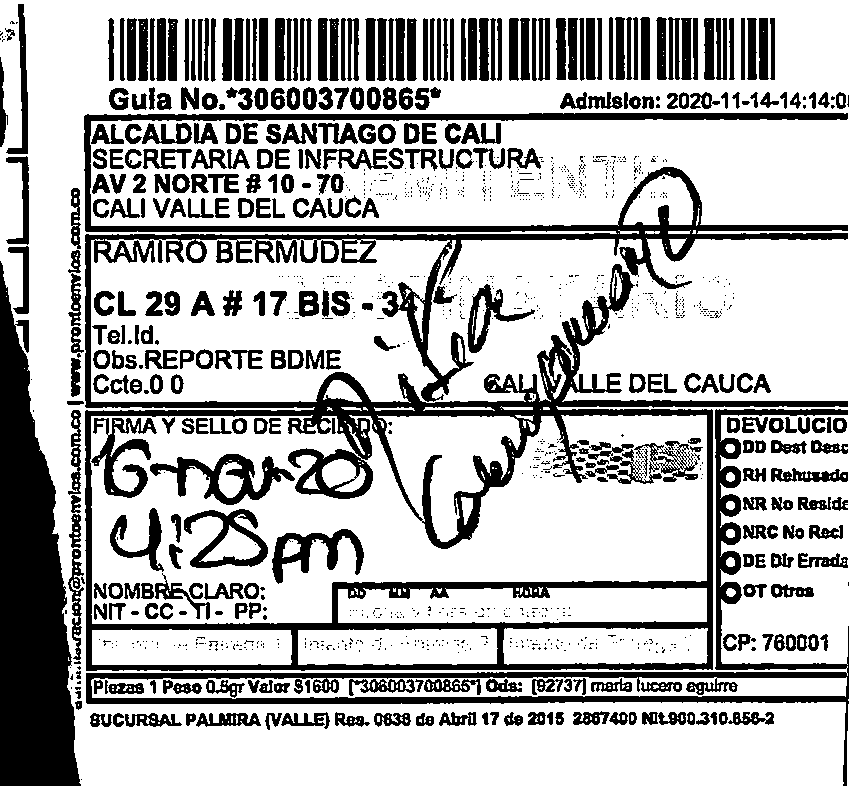 Guia No.*306003700865*
Admision: 2020-11-14-14:14:0
ALCALDIA DE SANTIAGO DE CALI
SECRETARIA DE INFRAESTRUCTURA
AV 2 NORTE # 10 - 70
CALI VALLE DEL CAUCA
REMITENTE
www.prontoenvios.com.co
RAMIRO BERMUDEZ
DESTINATARIO
CL 29 A # 17 BIS - 34
Tel.Id.
Obs.REPORTE BDME
Ccte.0 0
CALI VALLE DEL CAUCA
FIRMA Y SELLO DE RECIBIDO:
16-nov-20
4:25pm
NOMBRE CLARO:
NIT - CC - TI - PP:
DD MM AA HORA
DEVOLUCIO
DD Dest Desc
RH Rehusado
NR No Reside
NRC No Recl
DE Dir Errada
OT Otros
CP: 760001
Piezas 1 Peso 0.5gr Valor $1600 [*306003700865*] Ods: [92737] maria lucero aguirre
SUCURSAL PALMIRA (VALLE) Res. 0638 de Abril 17 de 2015 2867400 Nit.900.310.856-2